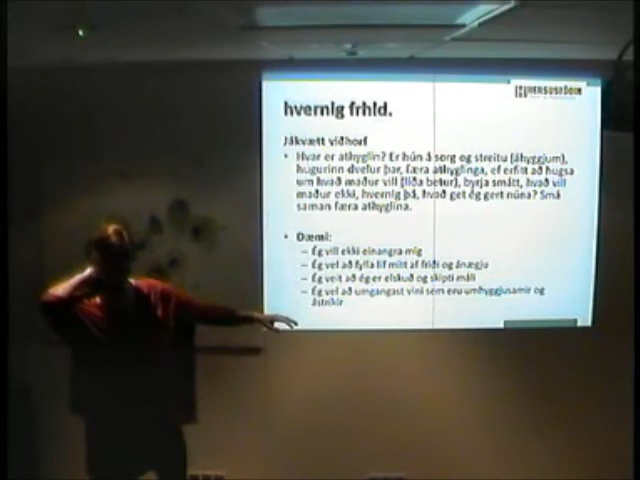 HEILSUSTÖÐIN
hvernig frhld.
Jákvætt viðhorf
• Hvar er athyglin? Er hún á sorg og streitu (áhyggjum),
hugurinn dvelur þar, færa athyglinga, ef erfitt að hugsa
um hvað maður vill (líða betur), byrja smátt, hvað vill
maður ekki, hvernig þá, hvað get ég gert núna? Smá
saman færa athyglina.
• Dæmi:
– Ég vill ekki einangra mig
– Ég vel að fylla líf mitt af friði og ánægju
– Ég veit að ég er elskuð og skipti máli
– Ég vel að umgangast vini sem eru umhyggjusamir og
ástríkir